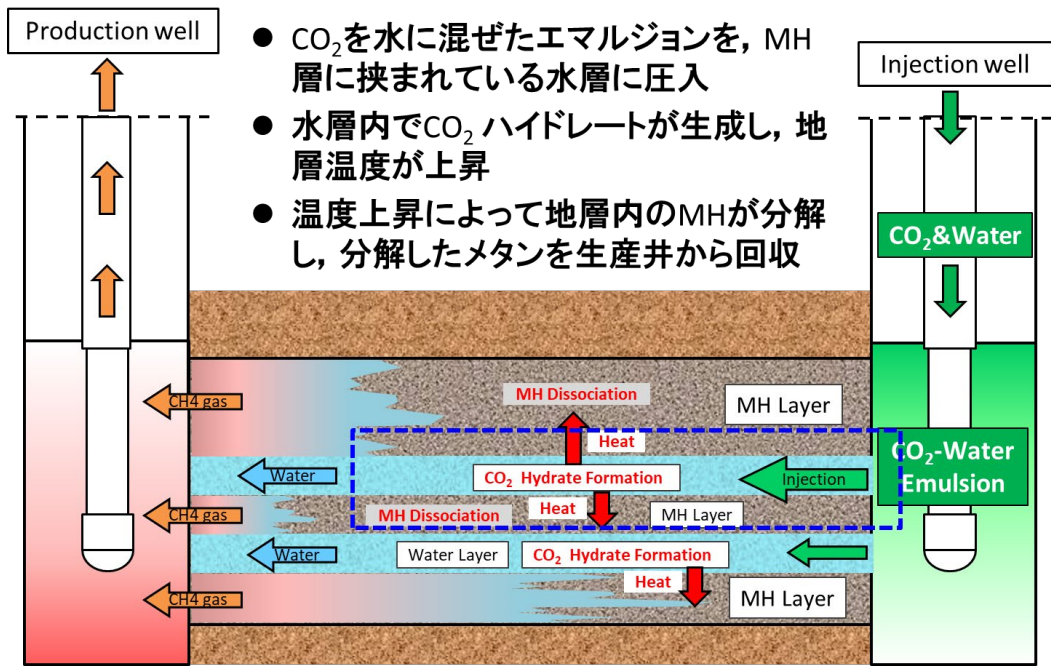 Production well
● CO₂を水に混ぜたエマルジョンを, MH
層に挟まれている水層に圧入
● 水層内でCO₂ ハイドレートが生成し, 地
層温度が上昇
● 温度上昇によって地層内のMHが分解
し, 分解したメタンを生産井から回収
Injection well
CO₂&Water
CO₂-Water
Emulsion
MH Dissociation
MH Layer
CH4 gas
Heat
Water
CO₂ Hydrate Formation
Injection
Heat
CH4 gas
MH Dissociation
MH Layer
Water
Water Layer
CO₂ Hydrate Formation
Heat
CH4 gas
MH Layer